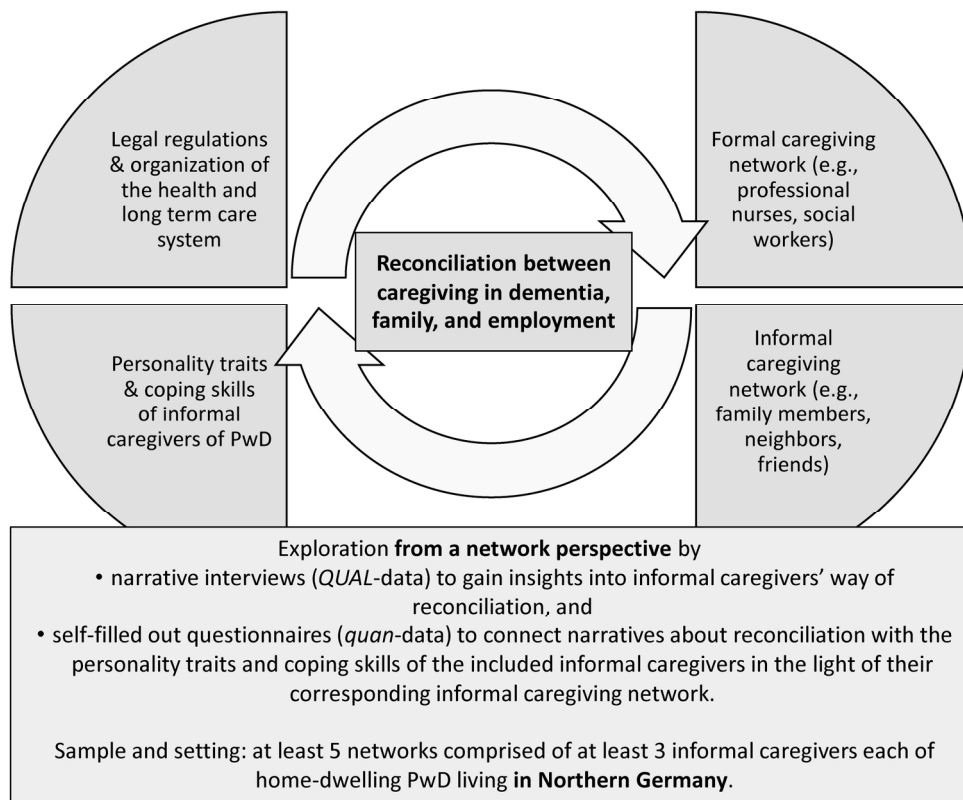 Legal regulations
& organization of
the health and
long term care
system
Formal caregiving
network (e.g.,
professional
nurses, social
workers)
Reconciliation between
caregiving in dementia,
family, and employment
Personality traits
& coping skills
of informal
caregivers of PwD
Informal
caregiving
network (e.g.,
family members,
neighbors,
friends)
Exploration from a network perspective by
• narrative interviews (QUAL-data) to gain insights into informal caregivers’ way of
reconciliation, and
• self-filled out questionnaires (quan-data) to connect narratives about reconciliation with the
personality traits and coping skills of the included informal caregivers in the light of their
corresponding informal caregiving network.
Sample and setting: at least 5 networks comprised of at least 3 informal caregivers each of
home-dwelling PwD living in Northern Germany.